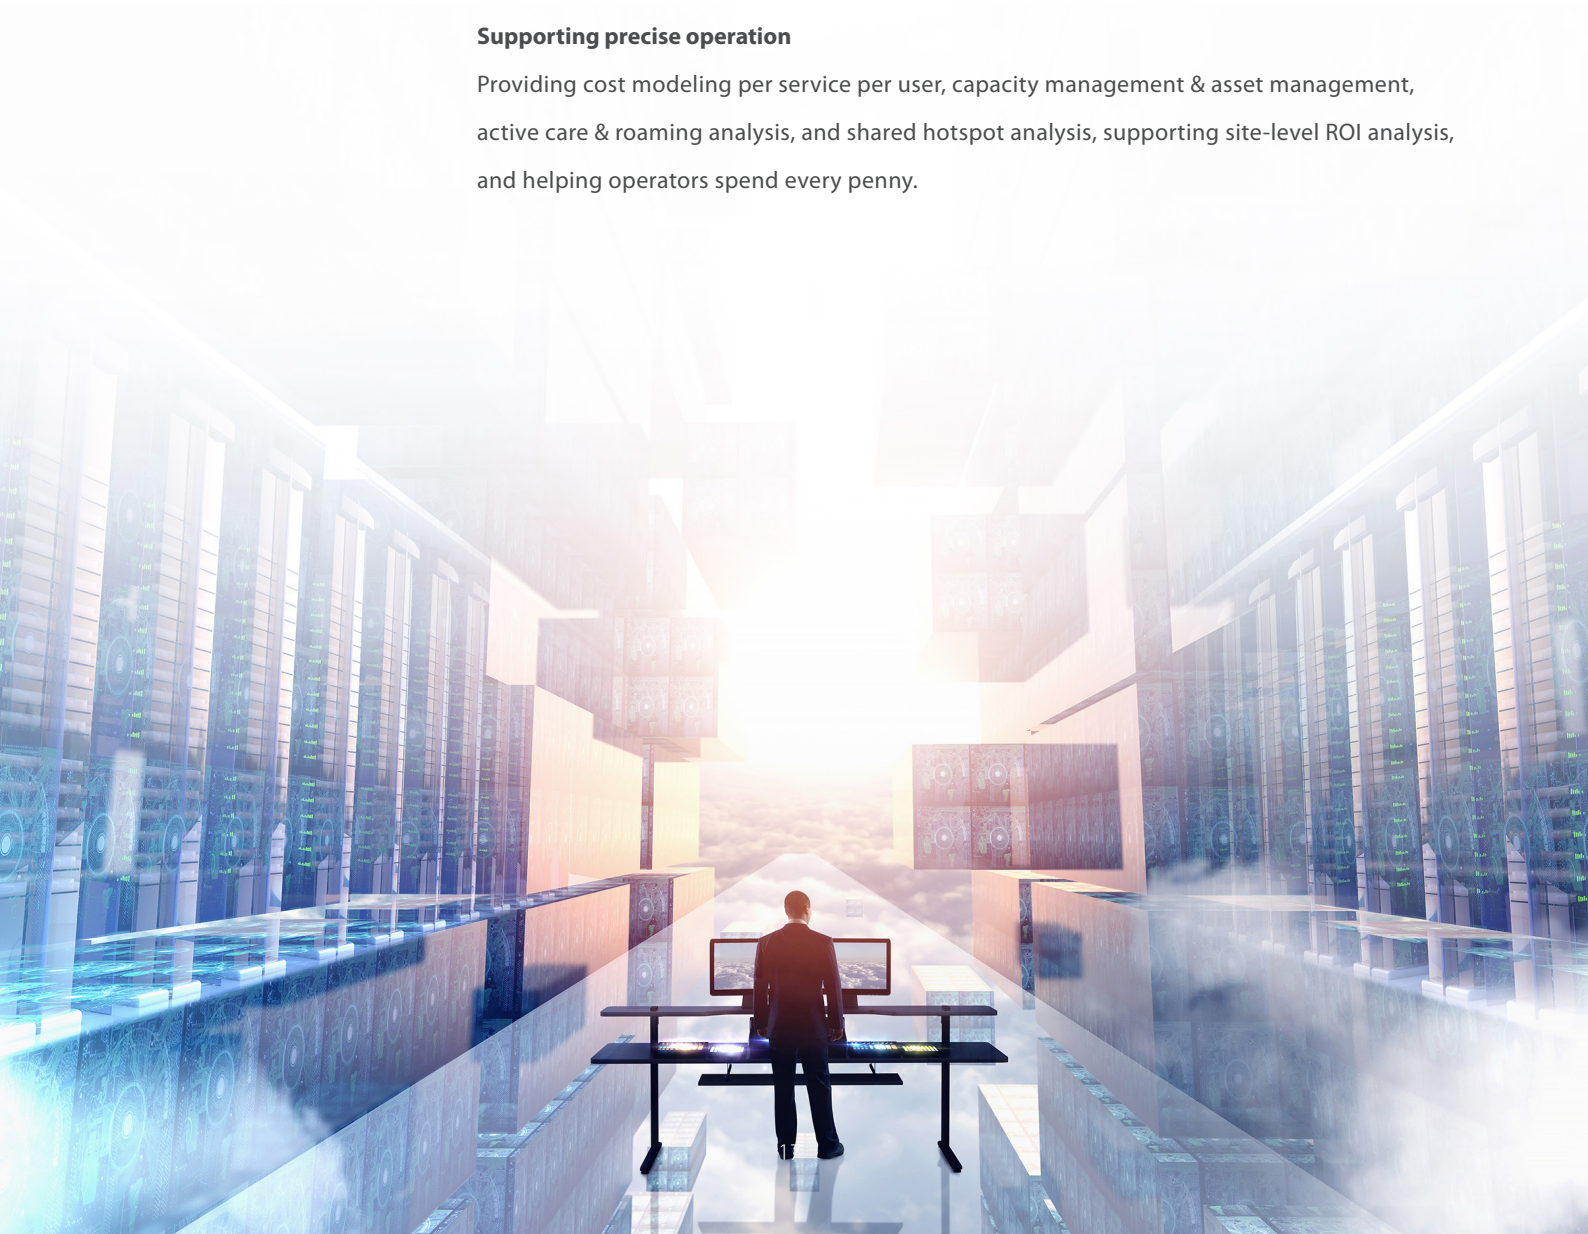 Supporting precise operation
Providing cost modeling per service per user, capacity management & asset management,
active care & roaming analysis, and shared hotspot analysis, supporting site-level ROI analysis,
and helping operators spend every penny.